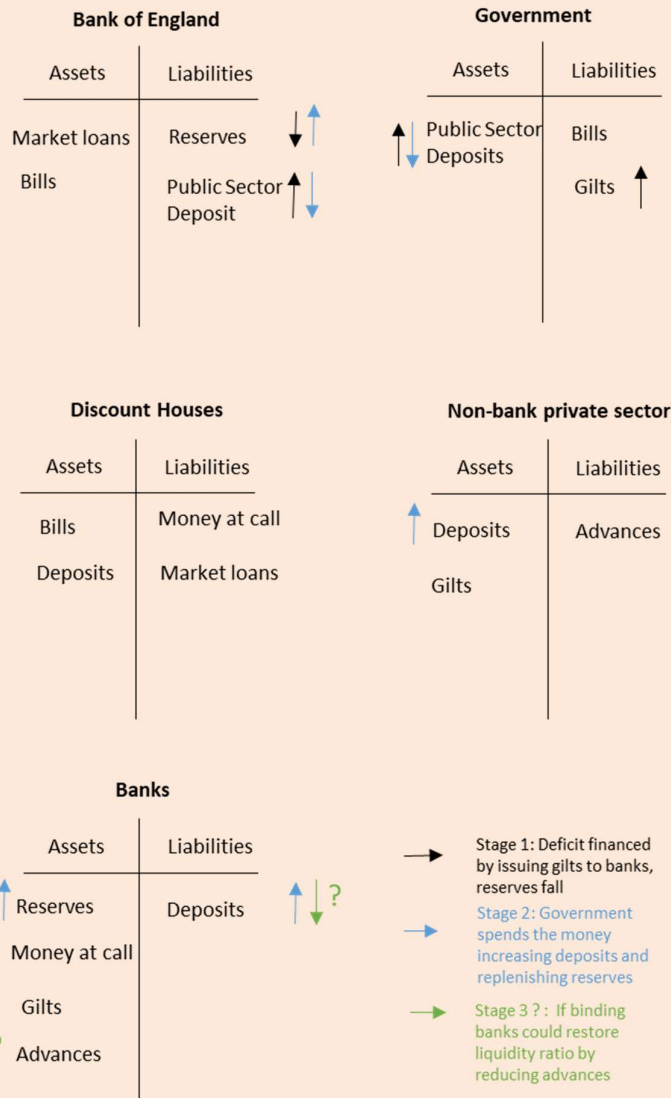 Bank of England
Assets
Liabilities
Market loans
Reserves
Bills
Public Sector
Deposit
Government
Assets
Liabilities
Public Sector
Deposits
Bills
Gilts
Discount Houses
Assets
Liabilities
Bills
Money at call
Deposits
Market loans
Non-bank private sector
Assets
Liabilities
Deposits
Advances
Gilts
Banks
Assets
Liabilities
Reserves
Deposits
?
Money at call
Gilts
Advances
Stage 1: Deficit financed
by issuing gilts to banks,
reserves fall
Stage 2: Government
spends the money
increasing deposits and
replenishing reserves
Stage 3 ? : If binding
banks could restore
liquidity ratio by
reducing advances